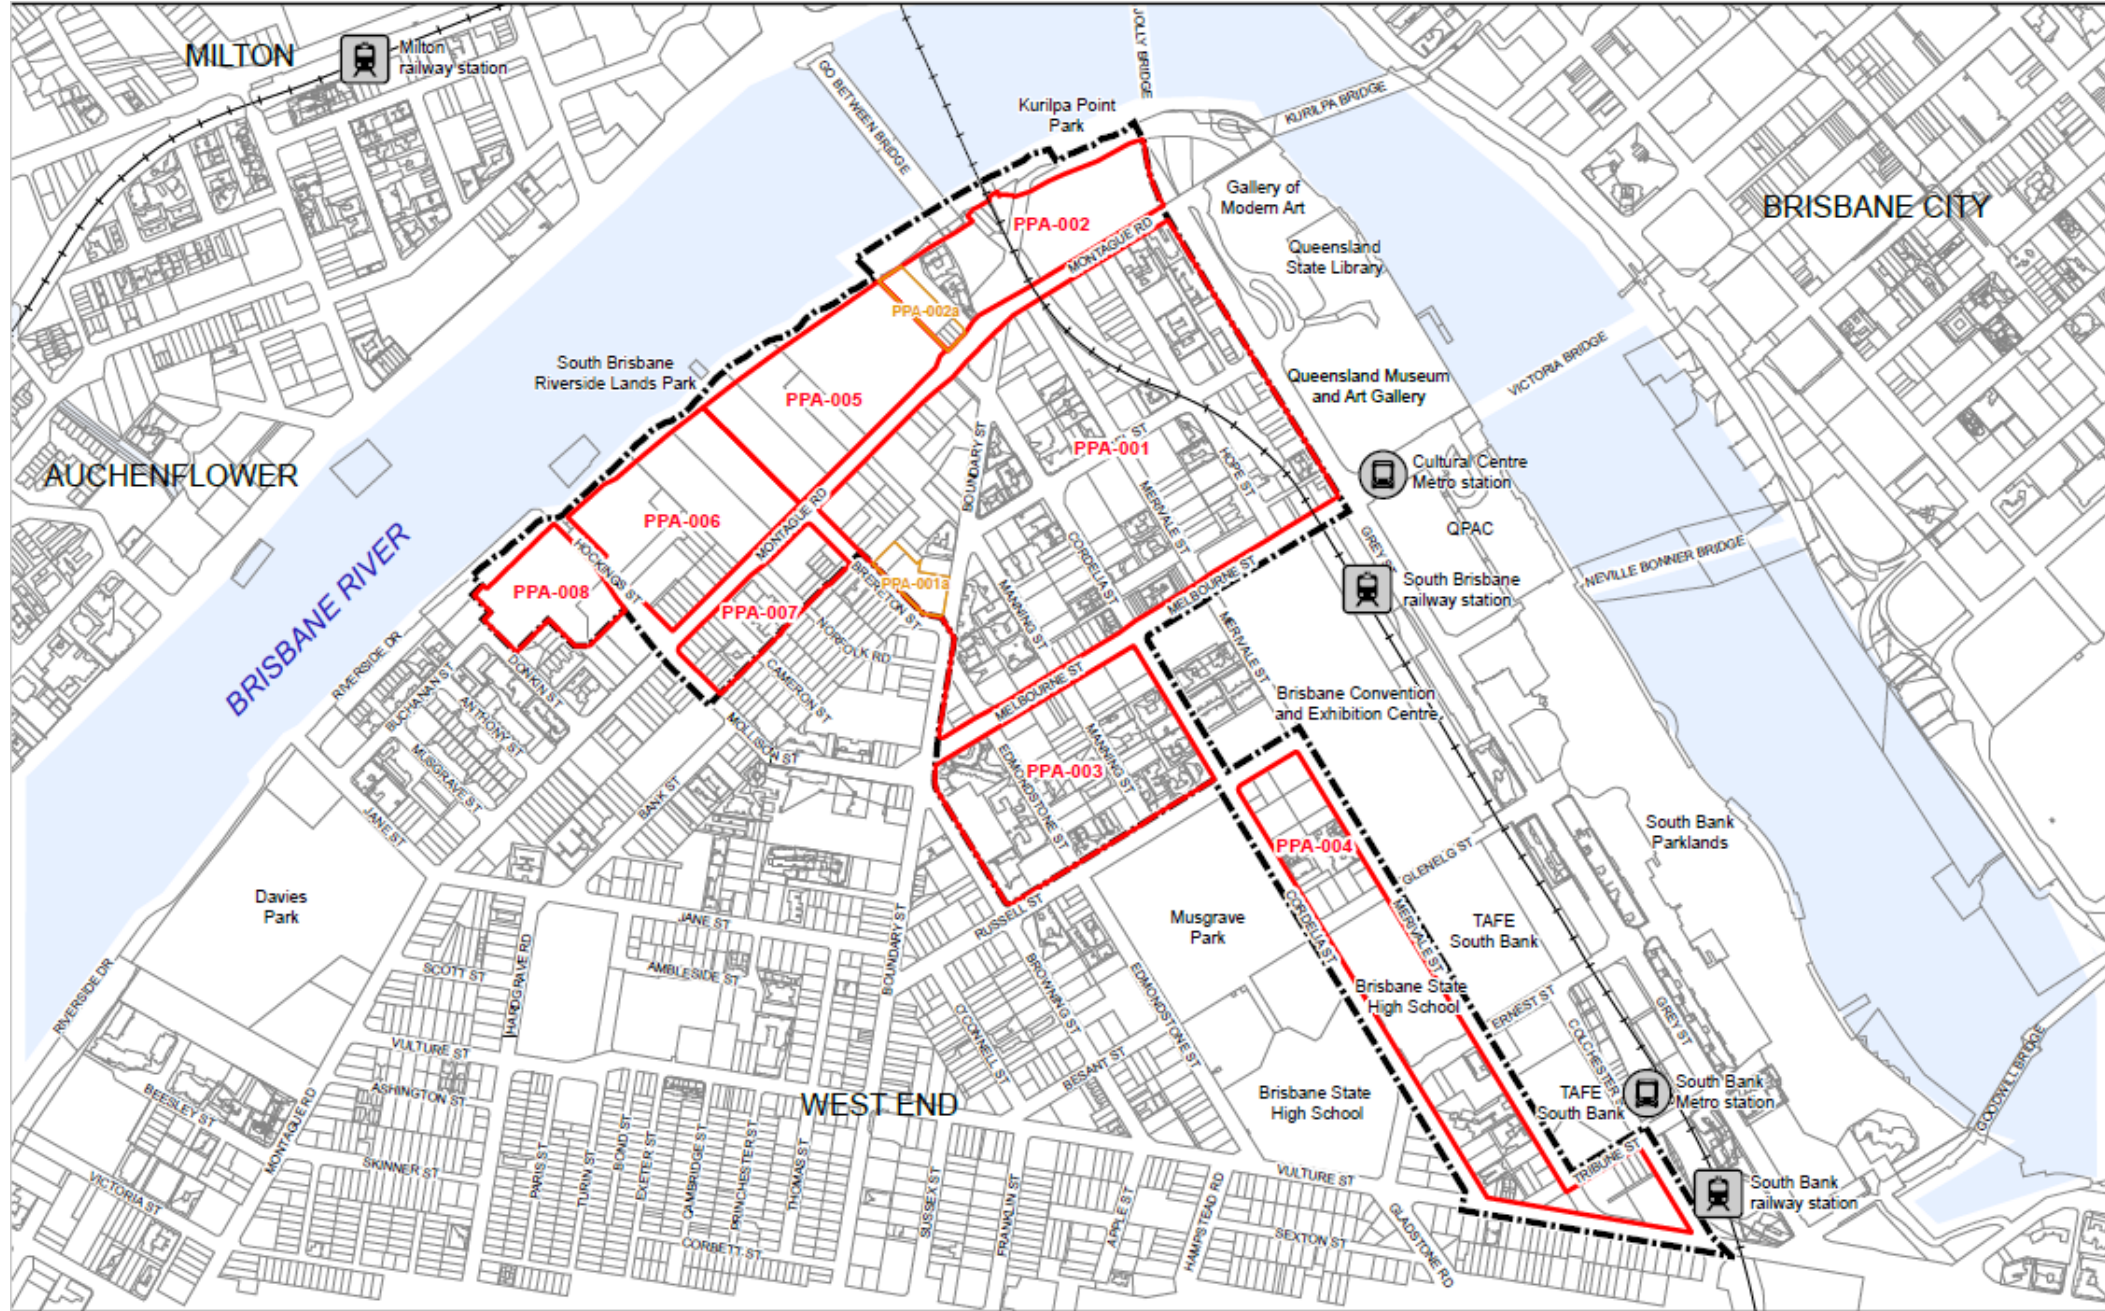 MILTON
Milton
railway station
GO BETWEEN BRIDGE
JOLLY BRIDGE
Kurilpa Point
Park
KURILPA BRIDGE
BRISBANE CITY
Gallery of
Modern Art
PPA-002
MONTAGUE RD
Queensland
State Library
PPA-002a
South Brisbane
Riverside Lands Park
VICTORIA BRIDGE
Queensland Museum
and Art Gallery
PPA-005
BOUNDARY ST
PPA-001
ST
HOPE ST
MERIVALE ST
Cultural Centre
Metro station
AUCHENFLOWER
BRISBANE RIVER
PPA-006
MONTAGUE RD
QPAC
CORDELIA ST
GREY ST
NEVILLE BONNER BRIDGE
HOCKINGS ST
PPA-008
PPA-007
BRERETON ST
PPA-001a
MANNING ST
MELBOURNE ST
South Brisbane
railway station
NORFOLK RD
MERIVALE ST
RIVERSIDE DR
BUCHANAN ST
DONKIN ST
ANTHONY ST
CAMERON ST
MELBOURNE ST
Brisbane Convention
and Exhibition Centre
MOLLISON ST
MUSGRAVE ST
EDMONDSTONE ST
MANNING ST
PPA-003
BANK ST
JANE ST
PPA-004
GLENELG ST
South Bank
Parklands
Davies
Park
JANE ST
BOUNDARY ST
RUSSELL ST
Musgrave
Park
CORDELIA ST
MERIVALE ST
TAFE
South Bank
SCOTT ST
HARDGRAVE RD
AMBLESIDE ST
BROWNING ST
EDMONDSTONE ST
Brisbane State
High School
RIVERSIDE DR
O'CONNELL ST
ERNEST ST
COLCHESTER S
GREY ST
VULTURE ST
BESANT ST
GOODWILL BRIDGE
ASHINGTON ST
BEESLEY ST
MONTAGUE RD
WEST END
Brisbane State
High School
TAFE
South Bank
South Bank
Metro station
SKINNER ST
VICTORIA ST
PARIS ST
TURIN ST
BOND ST
EXETER ST
CAMBRIDGE ST
PRINCHESTER ST
THOMAS ST
CORBETT ST
SUSSEX ST
FRANKLIN ST
APPLE ST
HAMPSTEAD RD
VULTURE ST
SEXTON ST
GLADSTONE RD
TRIBUNE ST
South Bank
railway station